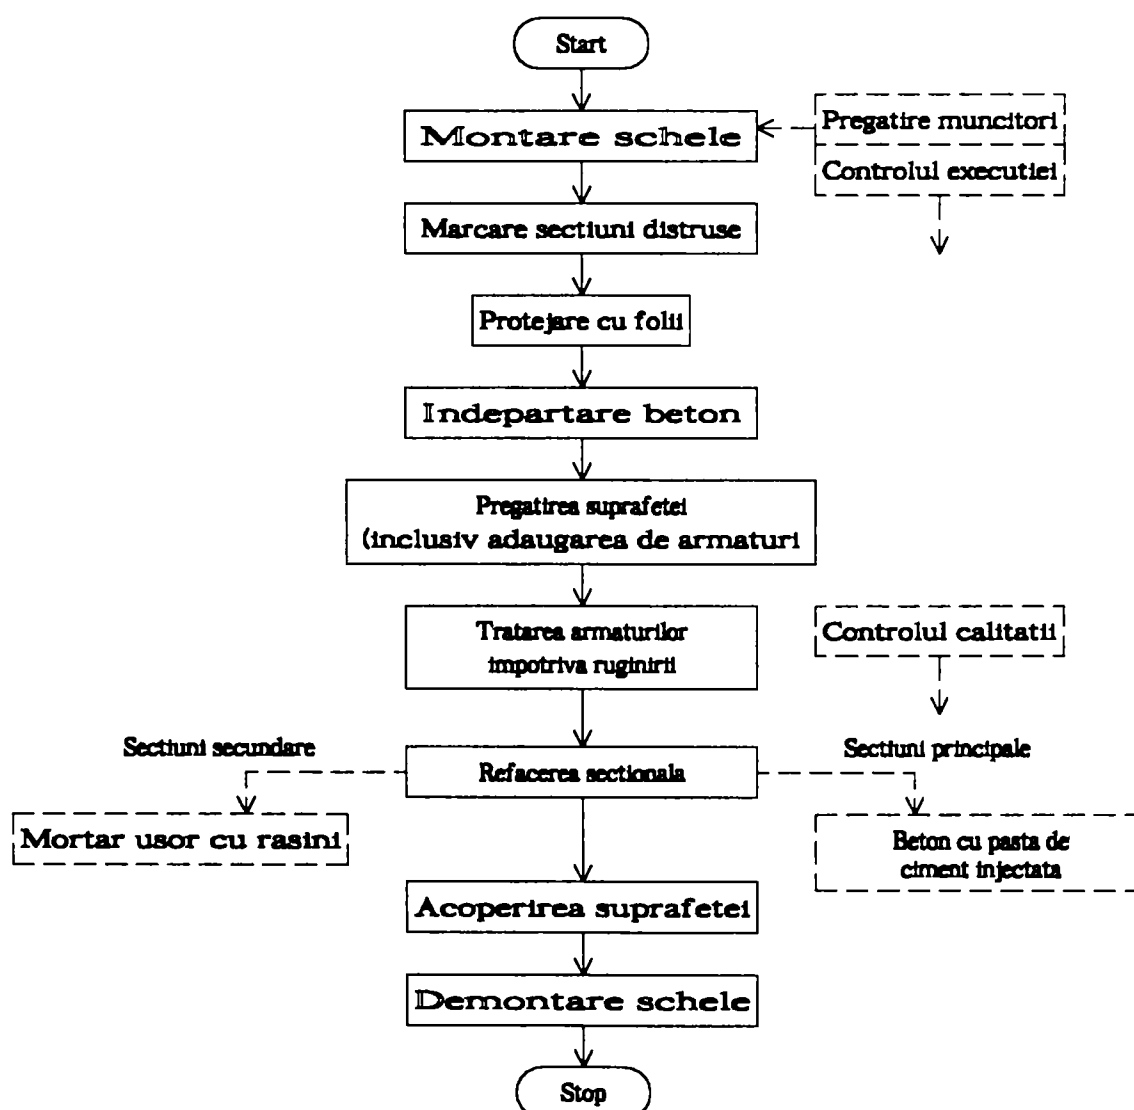 Start
Montare schele
Pregatire muncitori
Controlul executiei
Marcare sectiuni distruse
Protejare cu folii
Indepartare beton
Pregatirea suprafetei
(inclusiv adaugarea de armaturi
Tratarea armaturilor
impotriva ruginirii
Controlul calitatii
Sectiuni secundare
Refacerea sectionala
Sectiuni principale
Mortar usor cu rasini
Beton cu pasta de
ciment injectata
Acoperirea suprafetei
Demontare schele
Stop